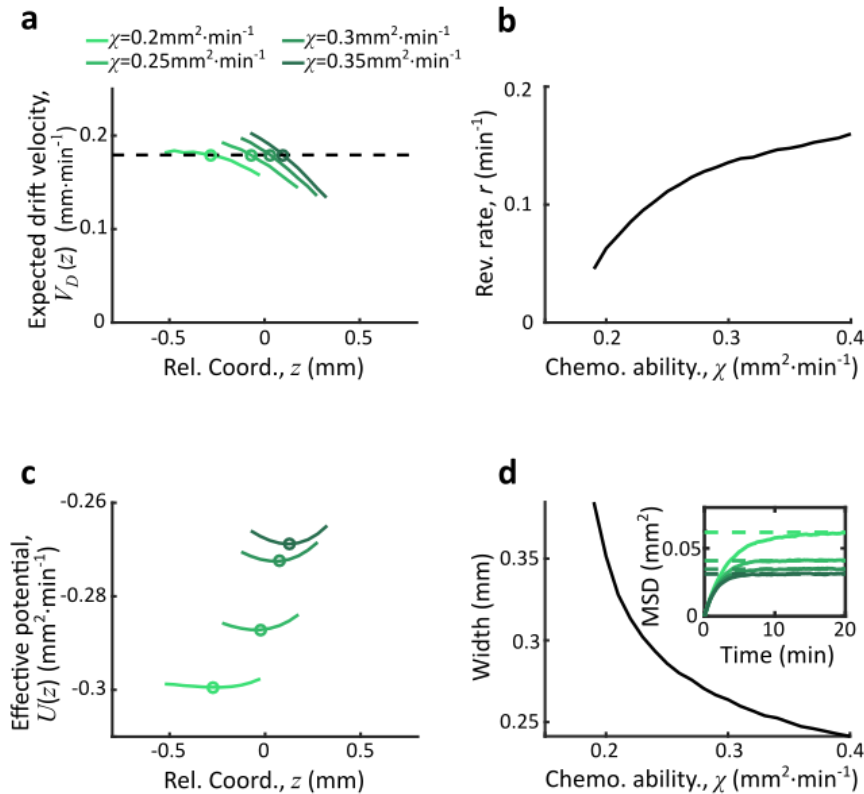 a
χ=0.2mm²·min⁻¹ χ=0.3mm²·min⁻¹
χ=0.25mm²·min⁻¹ χ=0.35mm²·min⁻¹
Expected drift velocity,
V_D(z) (mm·min⁻¹)
0.2
0.1
0
-0.5 0 0.5
Rel. Coord., z (mm)
b
Rev. rate, r (min⁻¹)
0.2
0.1
0
0.2 0.3 0.4
Chemo. ability., χ (mm²·min⁻¹)
c
Effective potential,
U(z) (mm²·min⁻¹)
-0.26
-0.28
-0.3
-0.5 0 0.5
Rel. Coord., z (mm)
d
Width (mm)
0.35
0.3
0.25
0.2 0.3 0.4
Chemo. ability., χ (mm²·min⁻¹)
MSD (mm²)
0.05
0
0 10 20
Time (min)